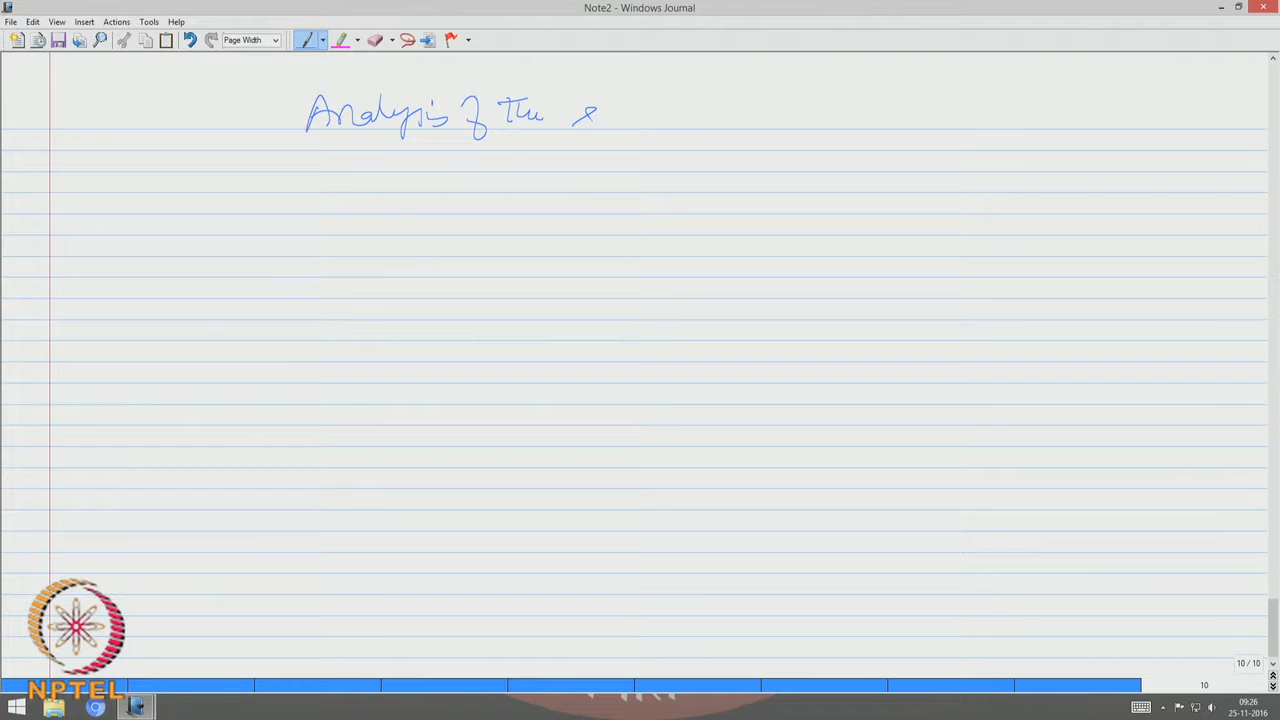 Note2 - Windows Journal
File Edit View Insert Actions Tools Help
Page Width
Analysis of the
10 / 10
10
NPTEL
09:26
25-11-2016